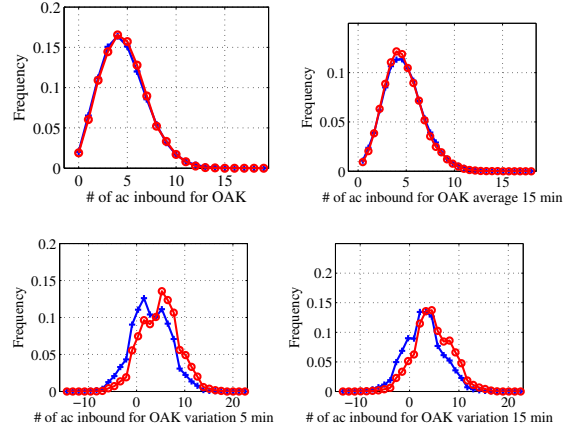 0.2
0.15
0.1
0.05
0
Frequency
0 5 10 15
# of ac inbound for OAK
0.1
0.05
0
Frequency
0 5 10 15
# of ac inbound for OAK average 15 min
0.2
0.15
0.1
0.05
0
Frequency
−10 0 10 20
# of ac inbound for OAK variation 5 min
0.2
0.15
0.1
0.05
0
Frequency
−10 0 10 20
# of ac inbound for OAK variation 15 min